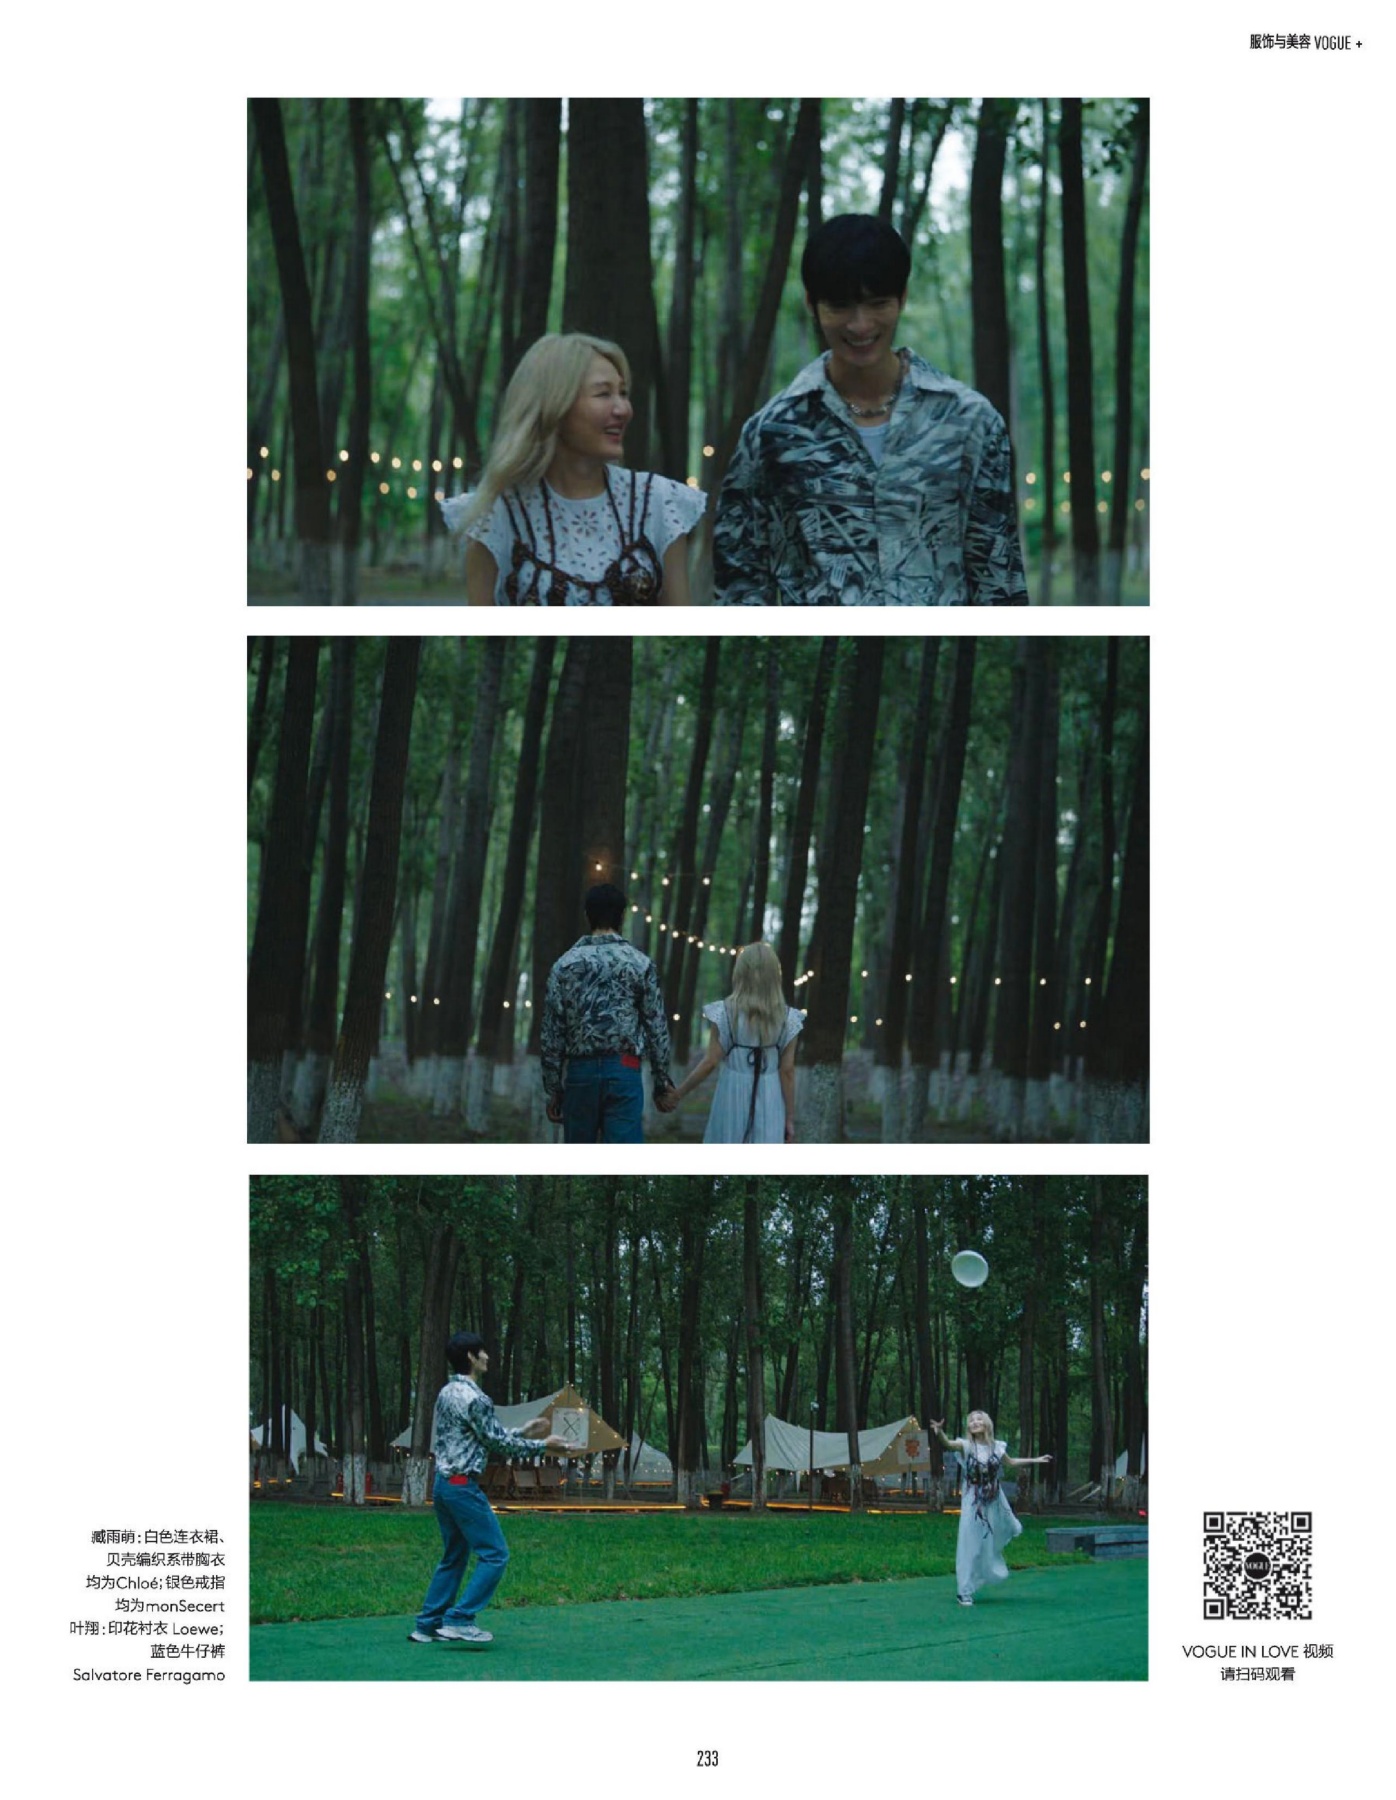 服饰与美容 VOGUE +
臧雨萌：白色连衣裙、
贝壳编织系带胸衣
均为Chloé；银色戒指
均为monSecert
叶翔：印花衬衣 Loewe；
蓝色牛仔裤
Salvatore Ferragamo
VOGUE
VOGUE IN LOVE 视频
请扫码观看
233